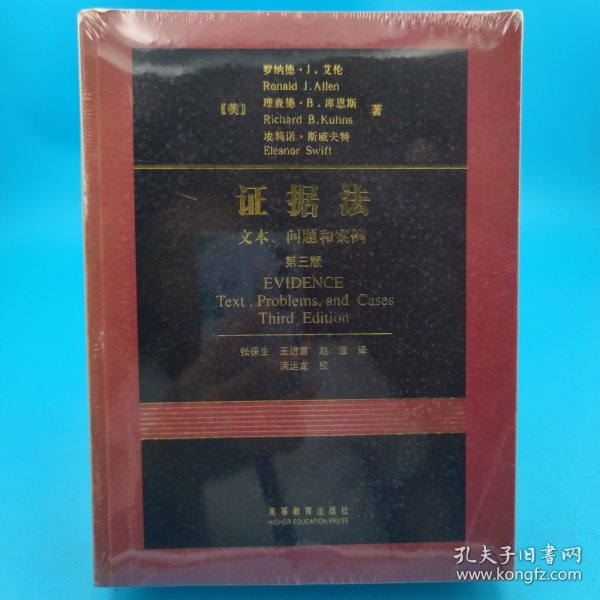 罗纳德·J。艾伦
Ronald J. Allen
〔美〕 理查德·B。库恩斯 著
Richard B. Kuhns
埃莉诺·斯威夫特
Eleanor Swift
证据法
文本、问题和案例
第三版
EVIDENCE
Text, Problems, and Cases
Third Edition
张保生 王进喜 赵滢 译
满运龙 校
高等教育出版社
HIGHER EDUCATION PRESS
孔夫子旧书网
www.kongfz.com